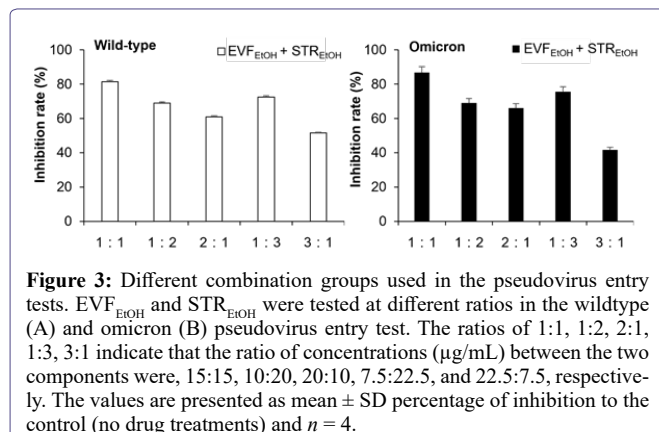 Wild-type
EVF_EtOH + STR_EtOH
Inhibition rate (%)
100
80
60
40
20
0
1 : 1 1 : 2 2 : 1 1 : 3 3 : 1
Omicron
EVF_EtOH + STR_EtOH
Inhibition rate (%)
100
80
60
40
20
0
1 : 1 1 : 2 2 : 1 1 : 3 3 : 1
Figure 3: Different combination groups used in the pseudovirus entry
tests. EVF_EtOH and STR_EtOH were tested at different ratios in the wildtype
(A) and omicron (B) pseudovirus entry test. The ratios of 1:1, 1:2, 2:1,
1:3, 3:1 indicate that the ratio of concentrations (µg/mL) between the two
components were, 15:15, 10:20, 20:10, 7.5:22.5, and 22.5:7.5, respective-
ly. The values are presented as mean ± SD percentage of inhibition to the
control (no drug treatments) and n = 4.